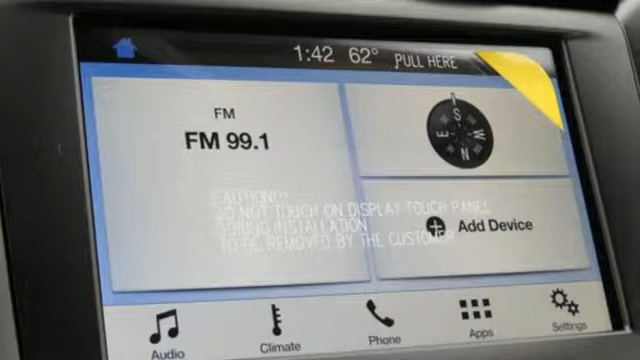 1:42 62° PULL HERE
FM
FM 99.1
S
E W
N
CAUTION!!
DO NOT TOUCH ON DISPLAY TOUCH PANEL
DURING INSTALLATION
TO BE REMOVED BY THE CUSTOMER
Add Device
Audio
Climate
Phone
Apps
Settings